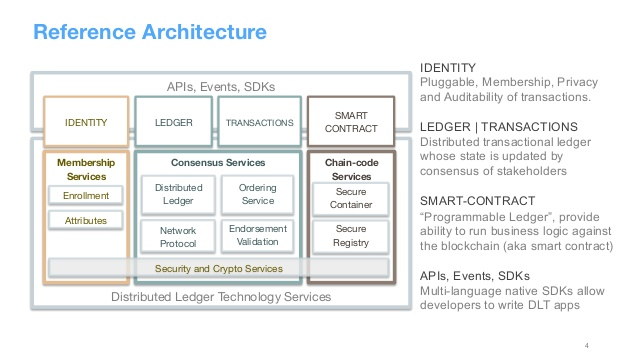 Reference Architecture
APIs, Events, SDKs
IDENTITY
LEDGER
TRANSACTIONS
SMART
CONTRACT
Membership
Services
Enrollment
Attributes
Consensus Services
Distributed
Ledger
Ordering
Service
Network
Protocol
Endorsement
Validation
Chain-code
Services
Secure
Container
Secure
Registry
Security and Crypto Services
Distributed Ledger Technology Services
IDENTITY
Pluggable, Membership, Privacy
and Auditability of transactions.
LEDGER | TRANSACTIONS
Distributed transactional ledger
whose state is updated by
consensus of stakeholders
SMART-CONTRACT
“Programmable Ledger”, provide
ability to run business logic against
the blockchain (aka smart contract)
APIs, Events, SDKs
Multi-language native SDKs allow
developers to write DLT apps
4